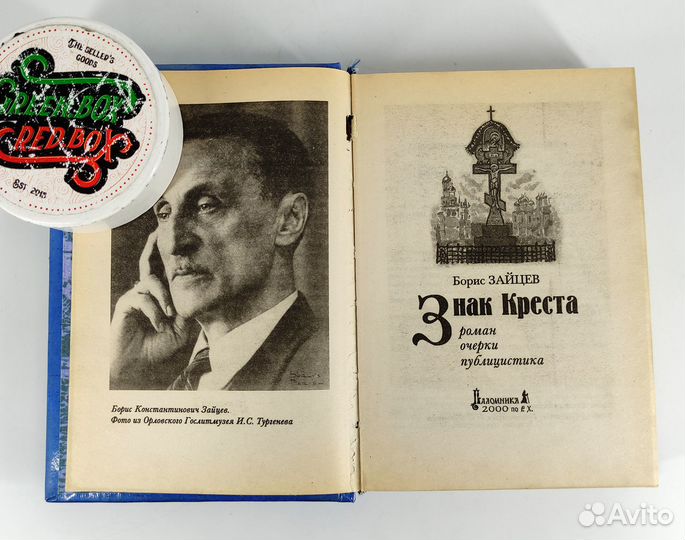 THE SELLER'S
GOODS
GREEN BOX
RED BOX
EST 2015
Борис Константинович Зайцев.
Фото из Орловского Гослитмузея И.С. Тургенева
Борис ЗАЙЦЕВ
Знак Креста
роман
очерки
публицистика
Паломникъ
2000 по Р. Х.
Avito